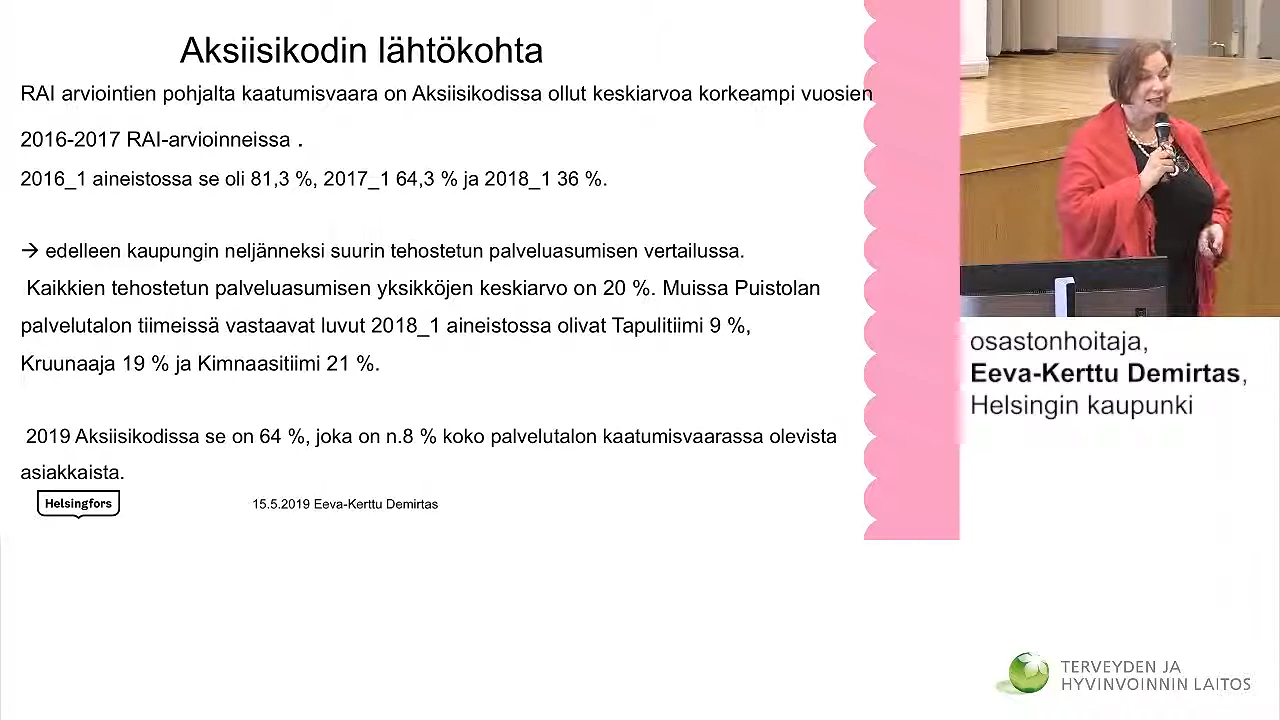 Aksiisikodin lähtökohta
RAI arviointien pohjalta kaatumisvaara on Aksiisikodissa ollut keskiarvoa korkeampi vuosien
2016-2017 RAI-arvioinneissa .
2016_1 aineistossa se oli 81,3 %, 2017_1 64,3 % ja 2018_1 36 %.
→ edelleen kaupungin neljänneksi suurin tehostetun palveluasumisen vertailussa.
Kaikkien tehostetun palveluasumisen yksikköjen keskiarvo on 20 %. Muissa Puistolan
palvelutalon tiimeissä vastaavat luvut 2018_1 aineistossa olivat Tapulitiimi 9 %,
Kruunaaja 19 % ja Kimnaasitiimi 21 %.
2019 Aksiisikodissa se on 64 %, joka on n.8 % koko palvelutalon kaatumisvaarassa olevista
asiakkaista.
Helsingfors
15.5.2019 Eeva-Kerttu Demirtas
osastonhoitaja,
Eeva-Kerttu Demirtas,
Helsingin kaupunki
TERVEYDEN JA
HYVINVOINNIN LAITOS